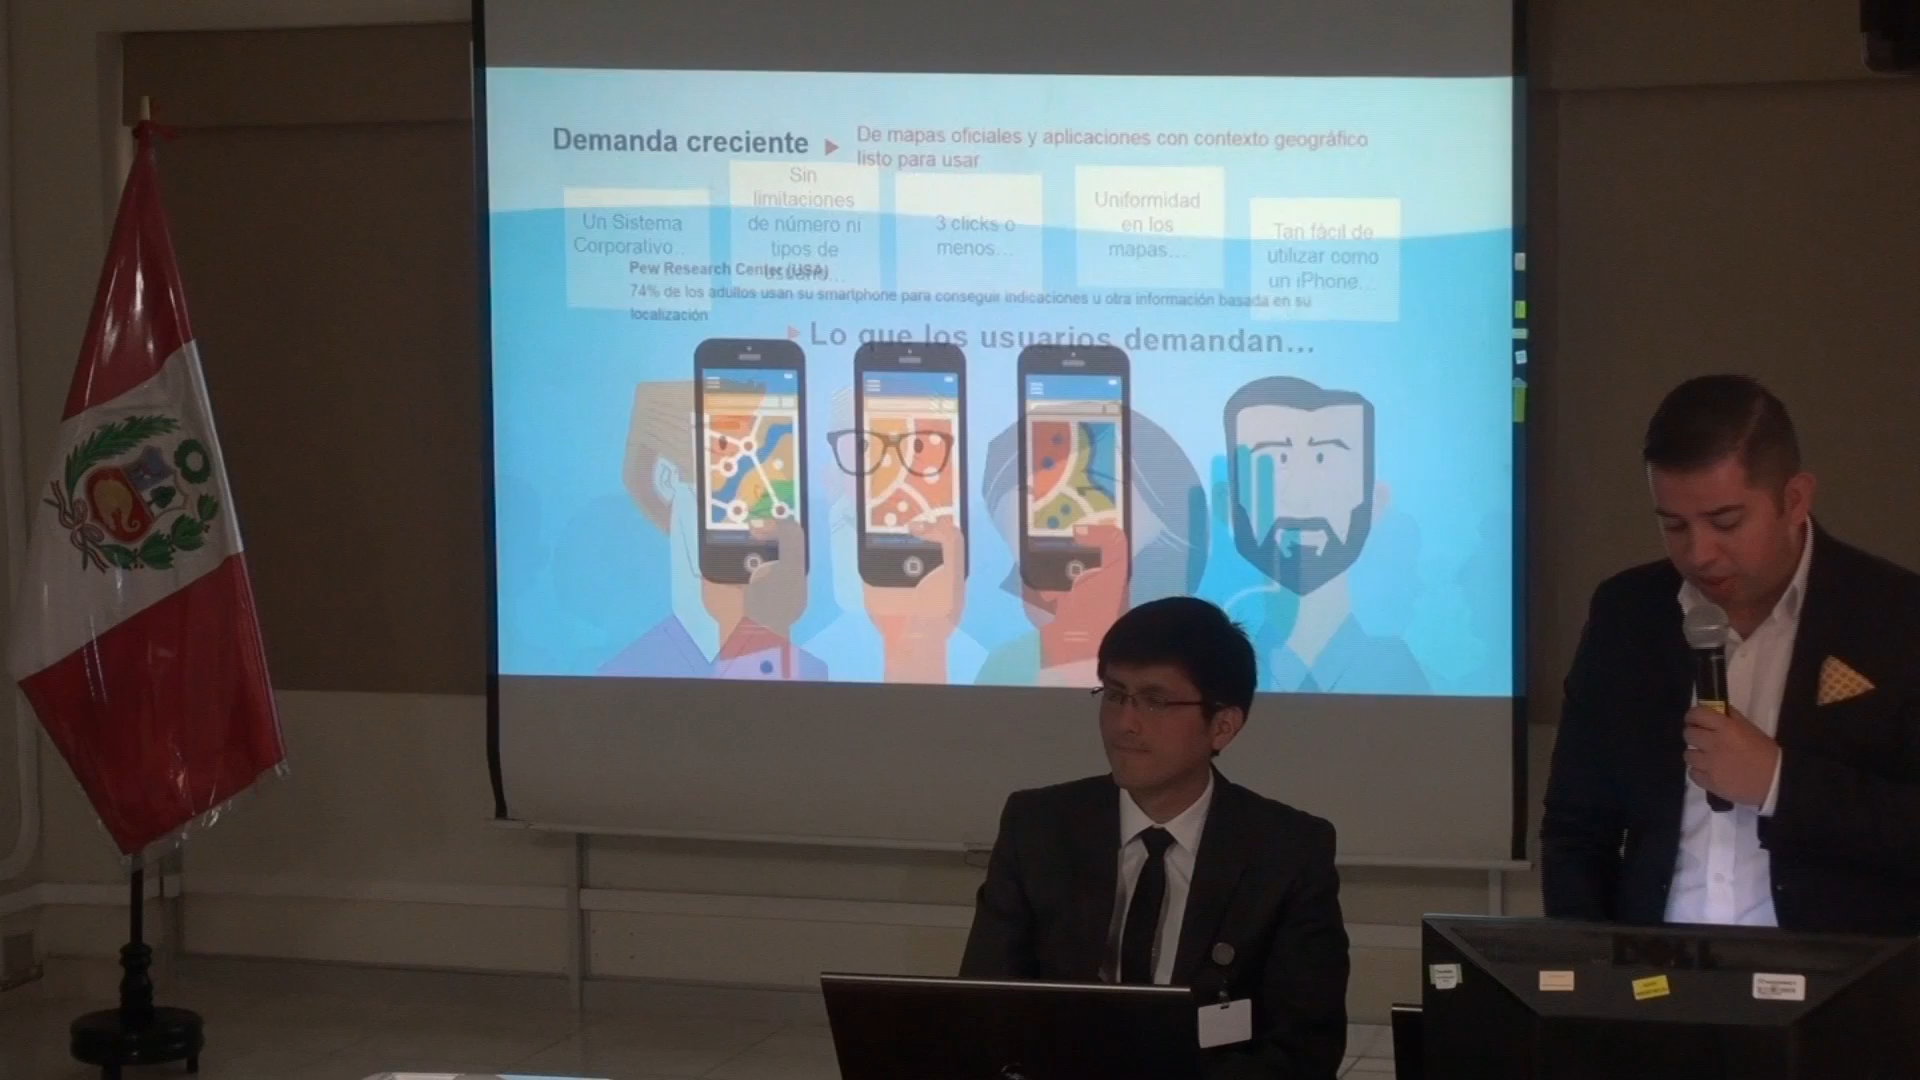 Demanda creciente
De mapas oficiales y aplicaciones con contexto geográfico
listo para usar
Un Sistema
Corporativo...
Sin
limitaciones
de número ni
tipos de
usuario...
3 clicks o
menos...
Uniformidad
en los
mapas...
Tan fácil de
utilizar como
un iPhone...
Pew Research Center (USA)
74% de los adultos usan su smartphone para conseguir indicaciones u otra información basada en su
localización
Lo que los usuarios demandan...